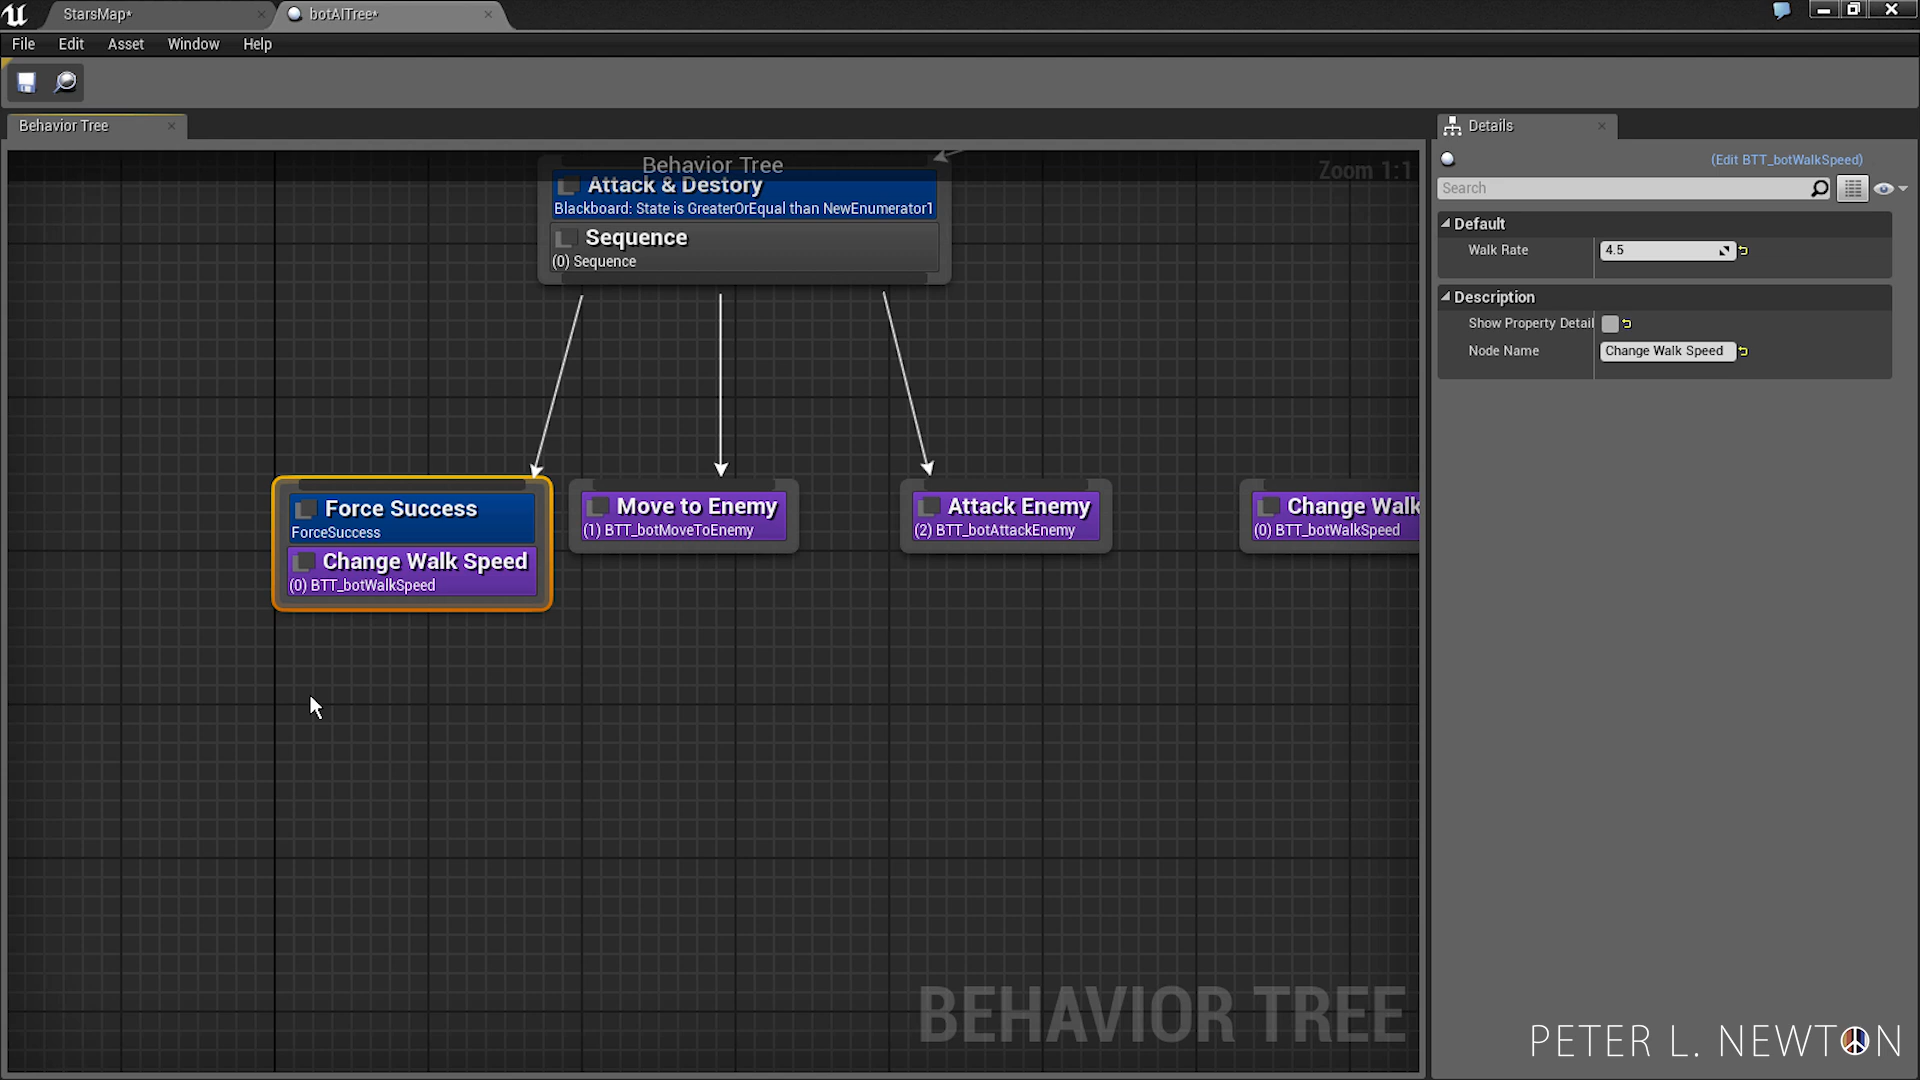 StarsMap*
botAITree*
File Edit Asset Window Help
Behavior Tree
Details
Behavior Tree
Zoom 1:1
Attack & Destory
Blackboard: State is GreaterOrEqual than NewEnumerator1
Sequence
(0) Sequence
Force Success
ForceSuccess
Change Walk Speed
(0) BTT_botWalkSpeed
Move to Enemy
(1) BTT_botMoveToEnemy
Attack Enemy
(2) BTT_botAttackEnemy
Change Walk
(0) BTT_botWalkSpeed
(Edit BTT_botWalkSpeed)
Search
Default
Walk Rate 4.5
Description
Show Property Detail
Node Name Change Walk Speed
BEHAVIOR TREE
PETER L. NEWTON